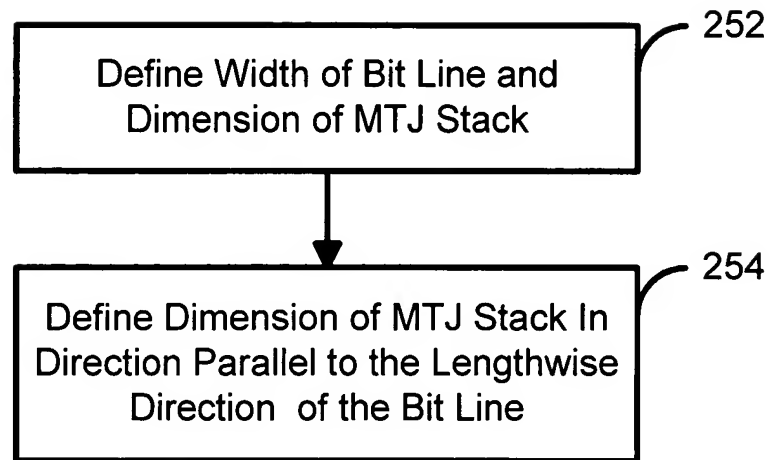 252
Define Width of Bit Line and
Dimension of MTJ Stack
254
Define Dimension of MTJ Stack In
Direction Parallel to the Lengthwise
Direction of the Bit Line